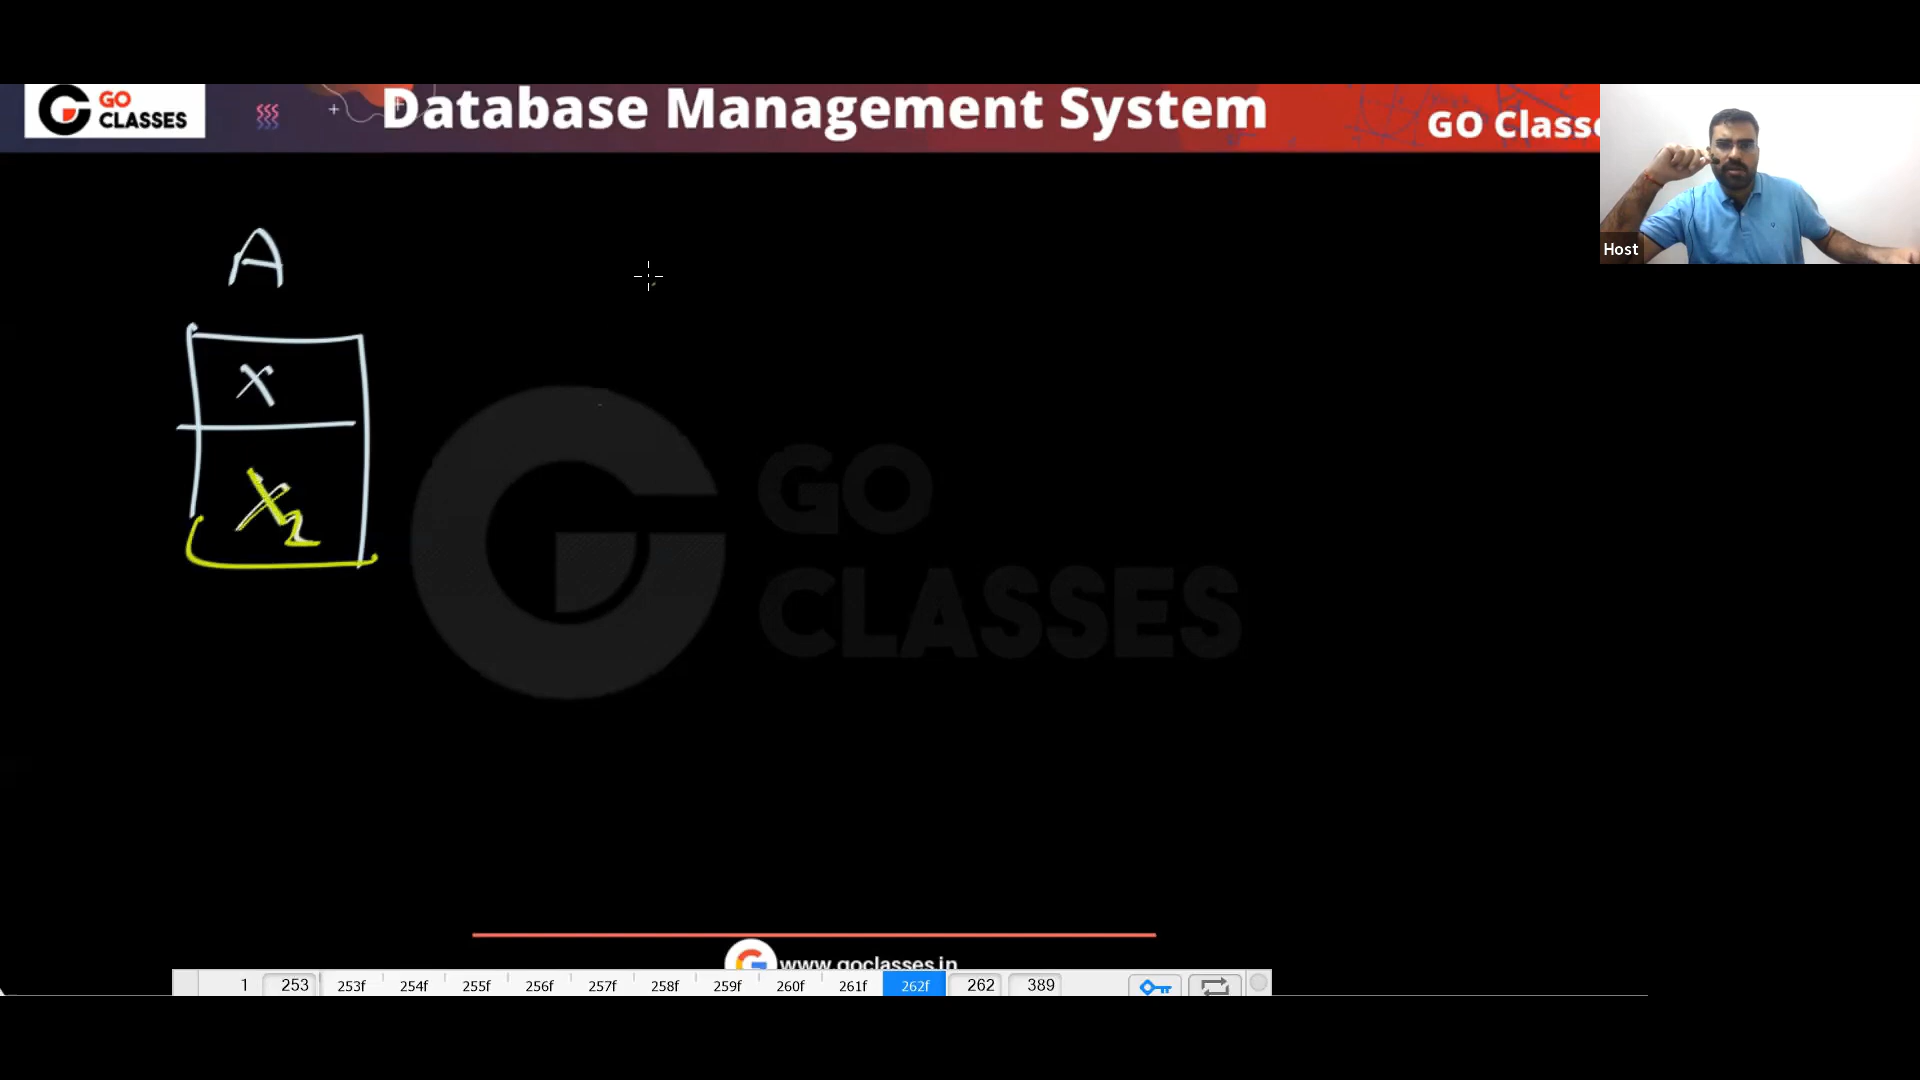 GO
CLASSES
Database Management System
GO Classe
Host
A
X
X2
GO
CLASSES
www.goclasses.in
1 253 253f 254f 255f 256f 257f 258f 259f 260f 261f 262f 262 389